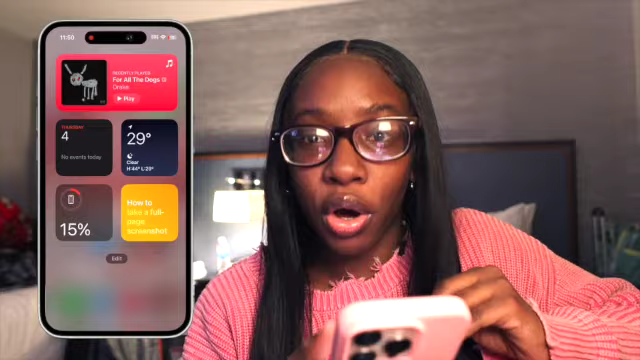 11:50
RECENTLY PLAYED
For All The Dogs
Drake
Play
THURSDAY
4
No events today
29°
Clear
H:44° L:29°
15%
How to
take a full-
page
screenshot
Edit